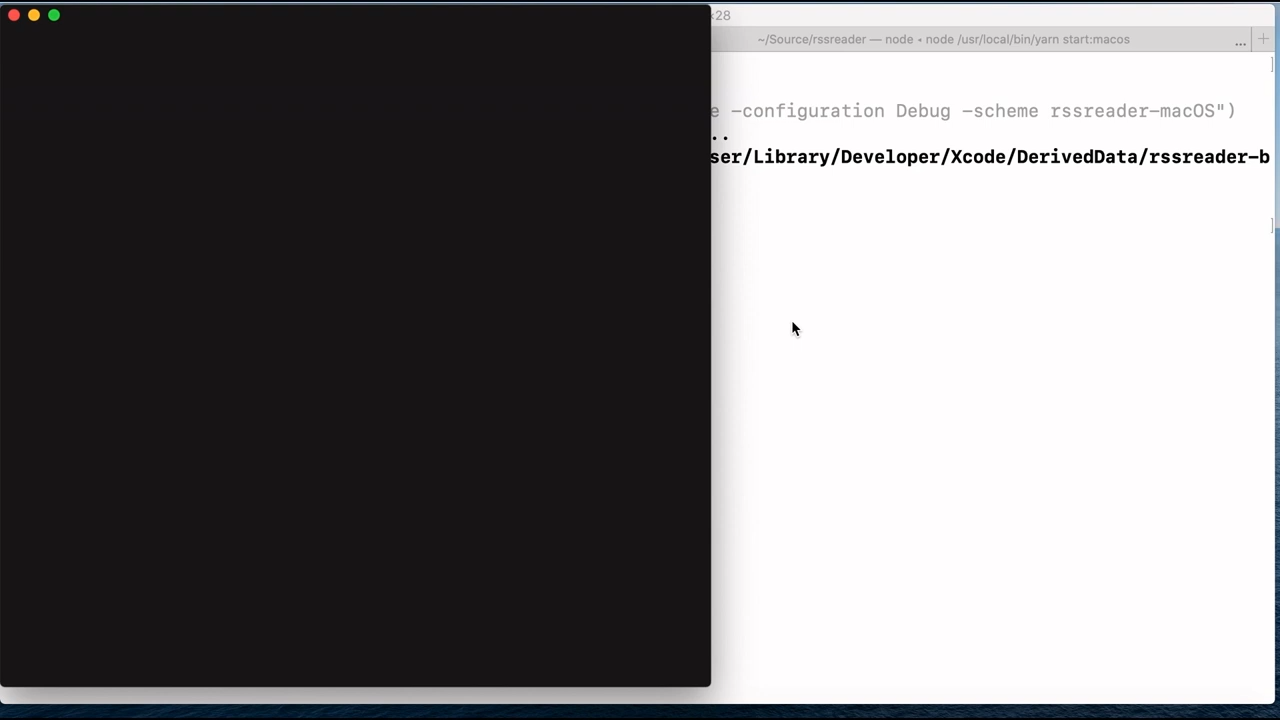 ×28
~/Source/rssreader — node • node /usr/local/bin/yarn start:macos
... +
]
e -configuration Debug -scheme rssreader-macOS")
..
ser/Library/Developer/Xcode/DerivedData/rssreader-b
]